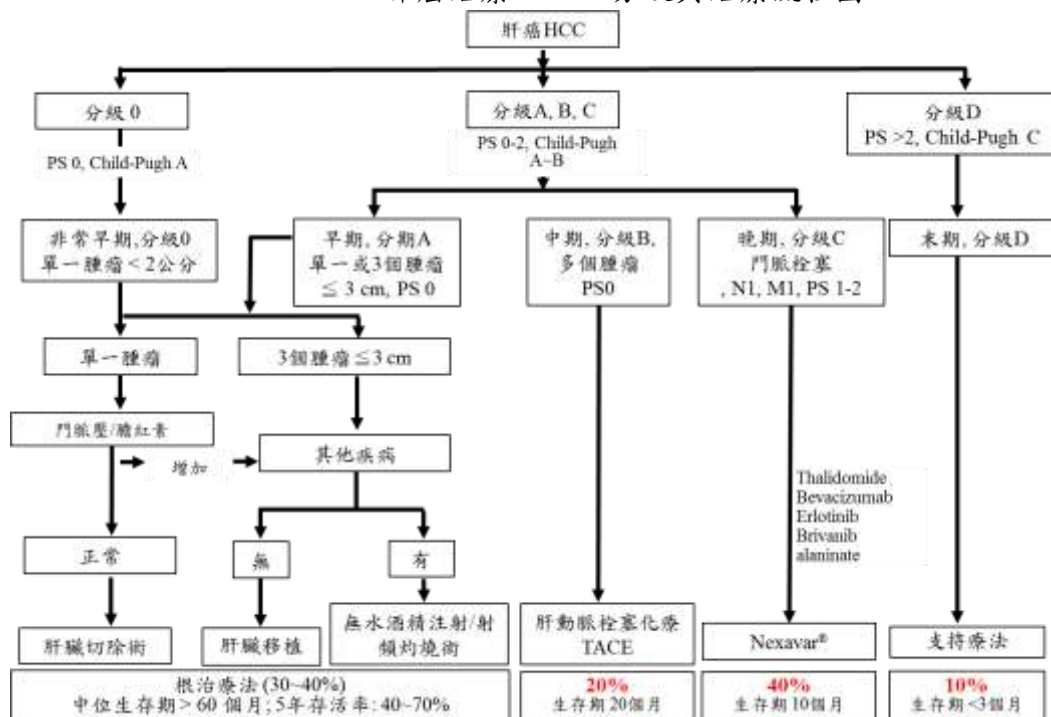 肝癌HCC
分級 0
分級A, B, C
分級D
PS >2, Child-Pugh C
PS 0, Child-Pugh A
PS 0-2, Child-Pugh
A~B
非常早期,分級0
單一腫瘤 < 2公分
早期, 分期A
單一或3個腫瘤
≦ 3 cm, PS 0
中期, 分級B,
多個腫瘤
PS0
晚期, 分級C
門脈栓塞
, N1, M1, PS 1-2
末期, 分級D
單一腫瘤
3個腫瘤≦3 cm
門脈壓/膽紅素
增加
其他疾病
Thalidomide
Bevacizumab
Erlotinib
Brivanib
alaninate
正常
無
有
肝臟切除術
肝臟移植
無水酒精注射/射
頻灼燒術
肝動脈栓塞化療
TACE
Nexavar®
支持療法
根治療法 (30~40%)
中位生存期> 60 個月; 5年存活率: 40~70%
20%
生存期 20個月
40%
生存期 10個月
10%
生存期 <3個月